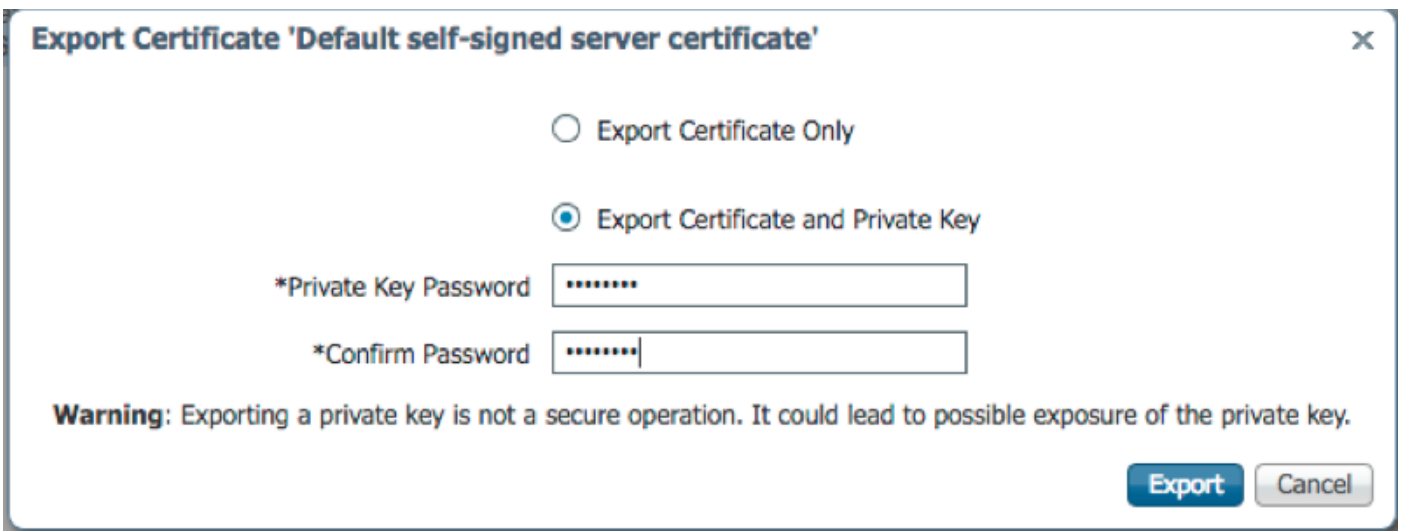 Export Certificate 'Default self-signed server certificate'
Export Certificate Only
Export Certificate and Private Key
*Private Key Password ••••••••
*Confirm Password ••••••••
Warning: Exporting a private key is not a secure operation. It could lead to possible exposure of the private key.
Export Cancel